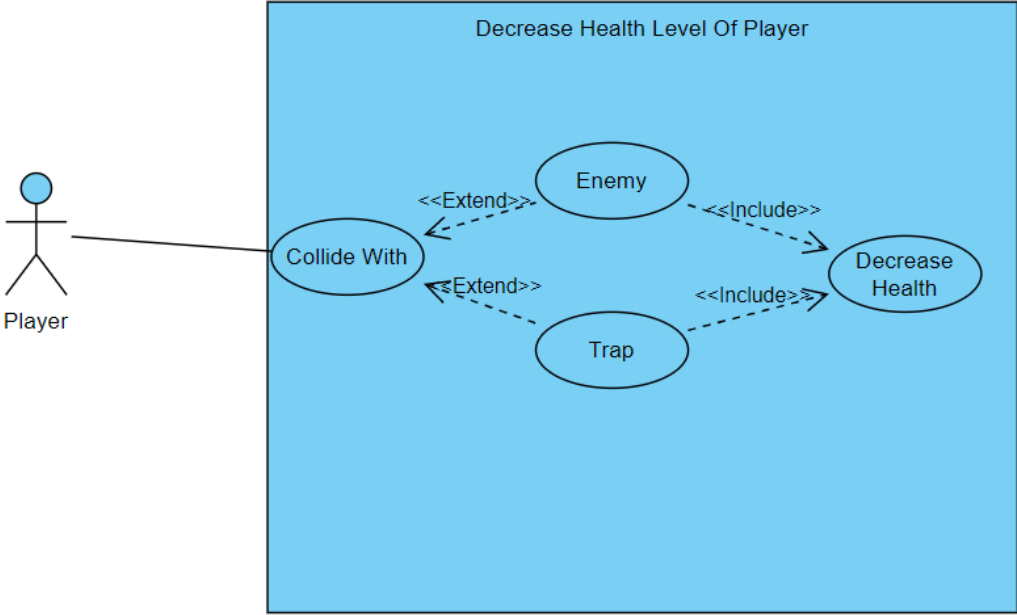 Decrease Health Level Of Player
Enemy
<<Extend>>
<<Include>>
Collide With
Decrease
Health
<<Extend>>
<<Include>>
Player
Trap